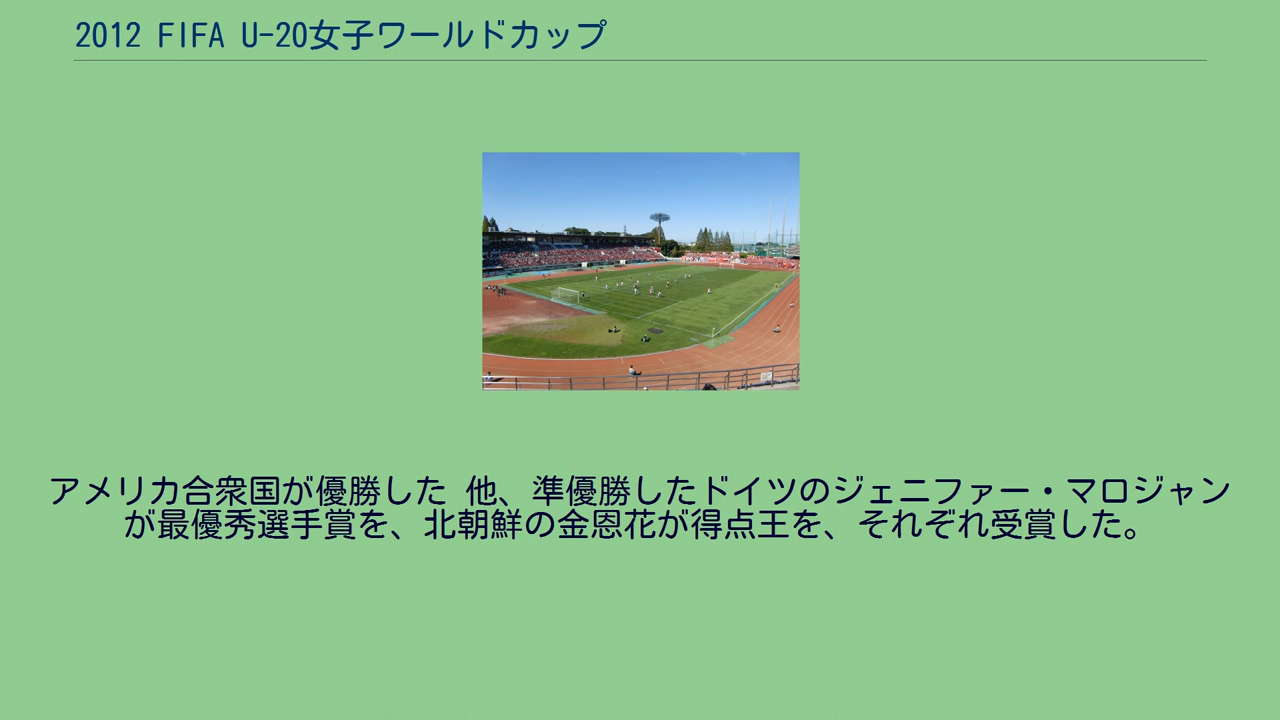 2012 FIFA U-20女子ワールドカップ
アメリカ合衆国が優勝した 他、準優勝したドイツのジェニファー・マロジャン
が最優秀選手賞を、北朝鮮の金恩花が得点王を、それぞれ受賞した。